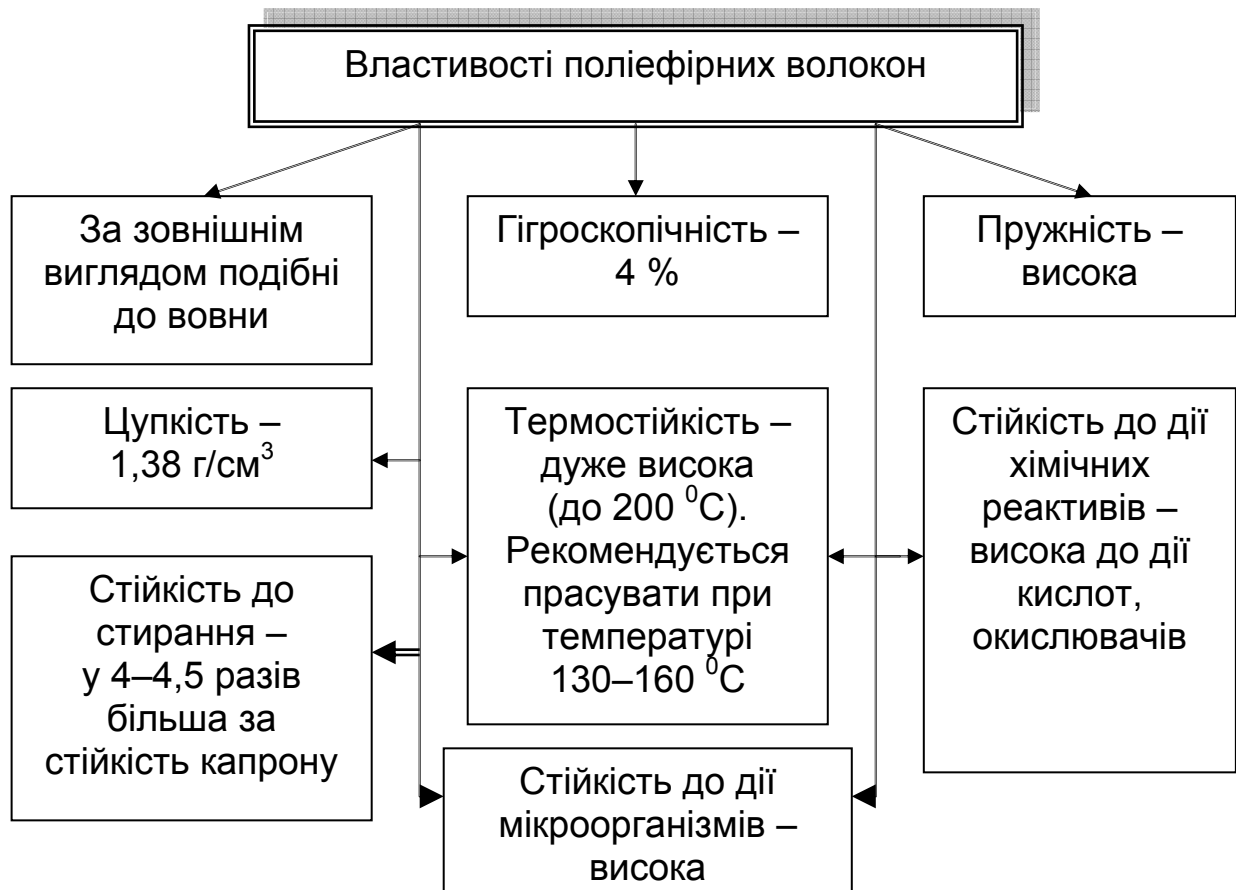 Властивості поліефірних волокон
За зовнішнім
виглядом подібні
до вовни
Гігроскопічність –
4 %
Пружність –
висока
Цупкість –
1,38 г/см³
Термостійкість –
дуже висока
(до 200 ⁰С).
Рекомендується
прасувати при
температурі
130–160 ⁰С
Стійкість до дії
хімічних
реактивів –
висока до дії
кислот,
окислювачів
Стійкість до
стирання –
у 4–4,5 разів
більша за
стійкість капрону
Стійкість до дії
мікроорганізмів –
висока